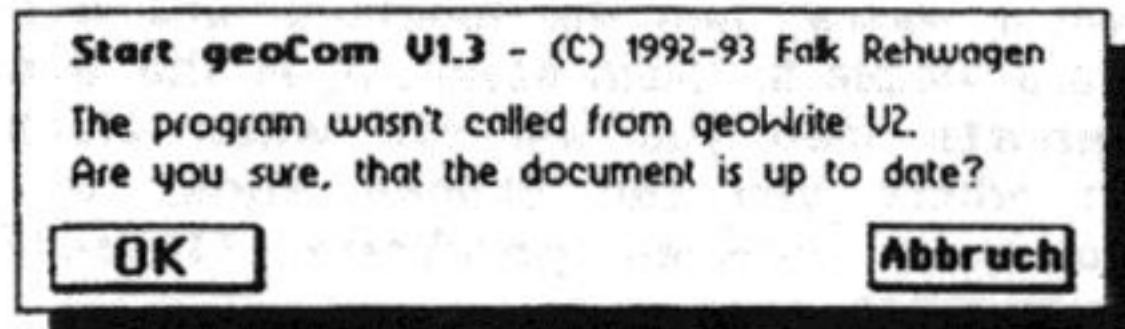 Start geoCom V1.3 - (C) 1992-93 Falk Rehwagen
The program wasn't called from geoWrite V2.
Are you sure, that the document is up to date?
OK
Abbruch